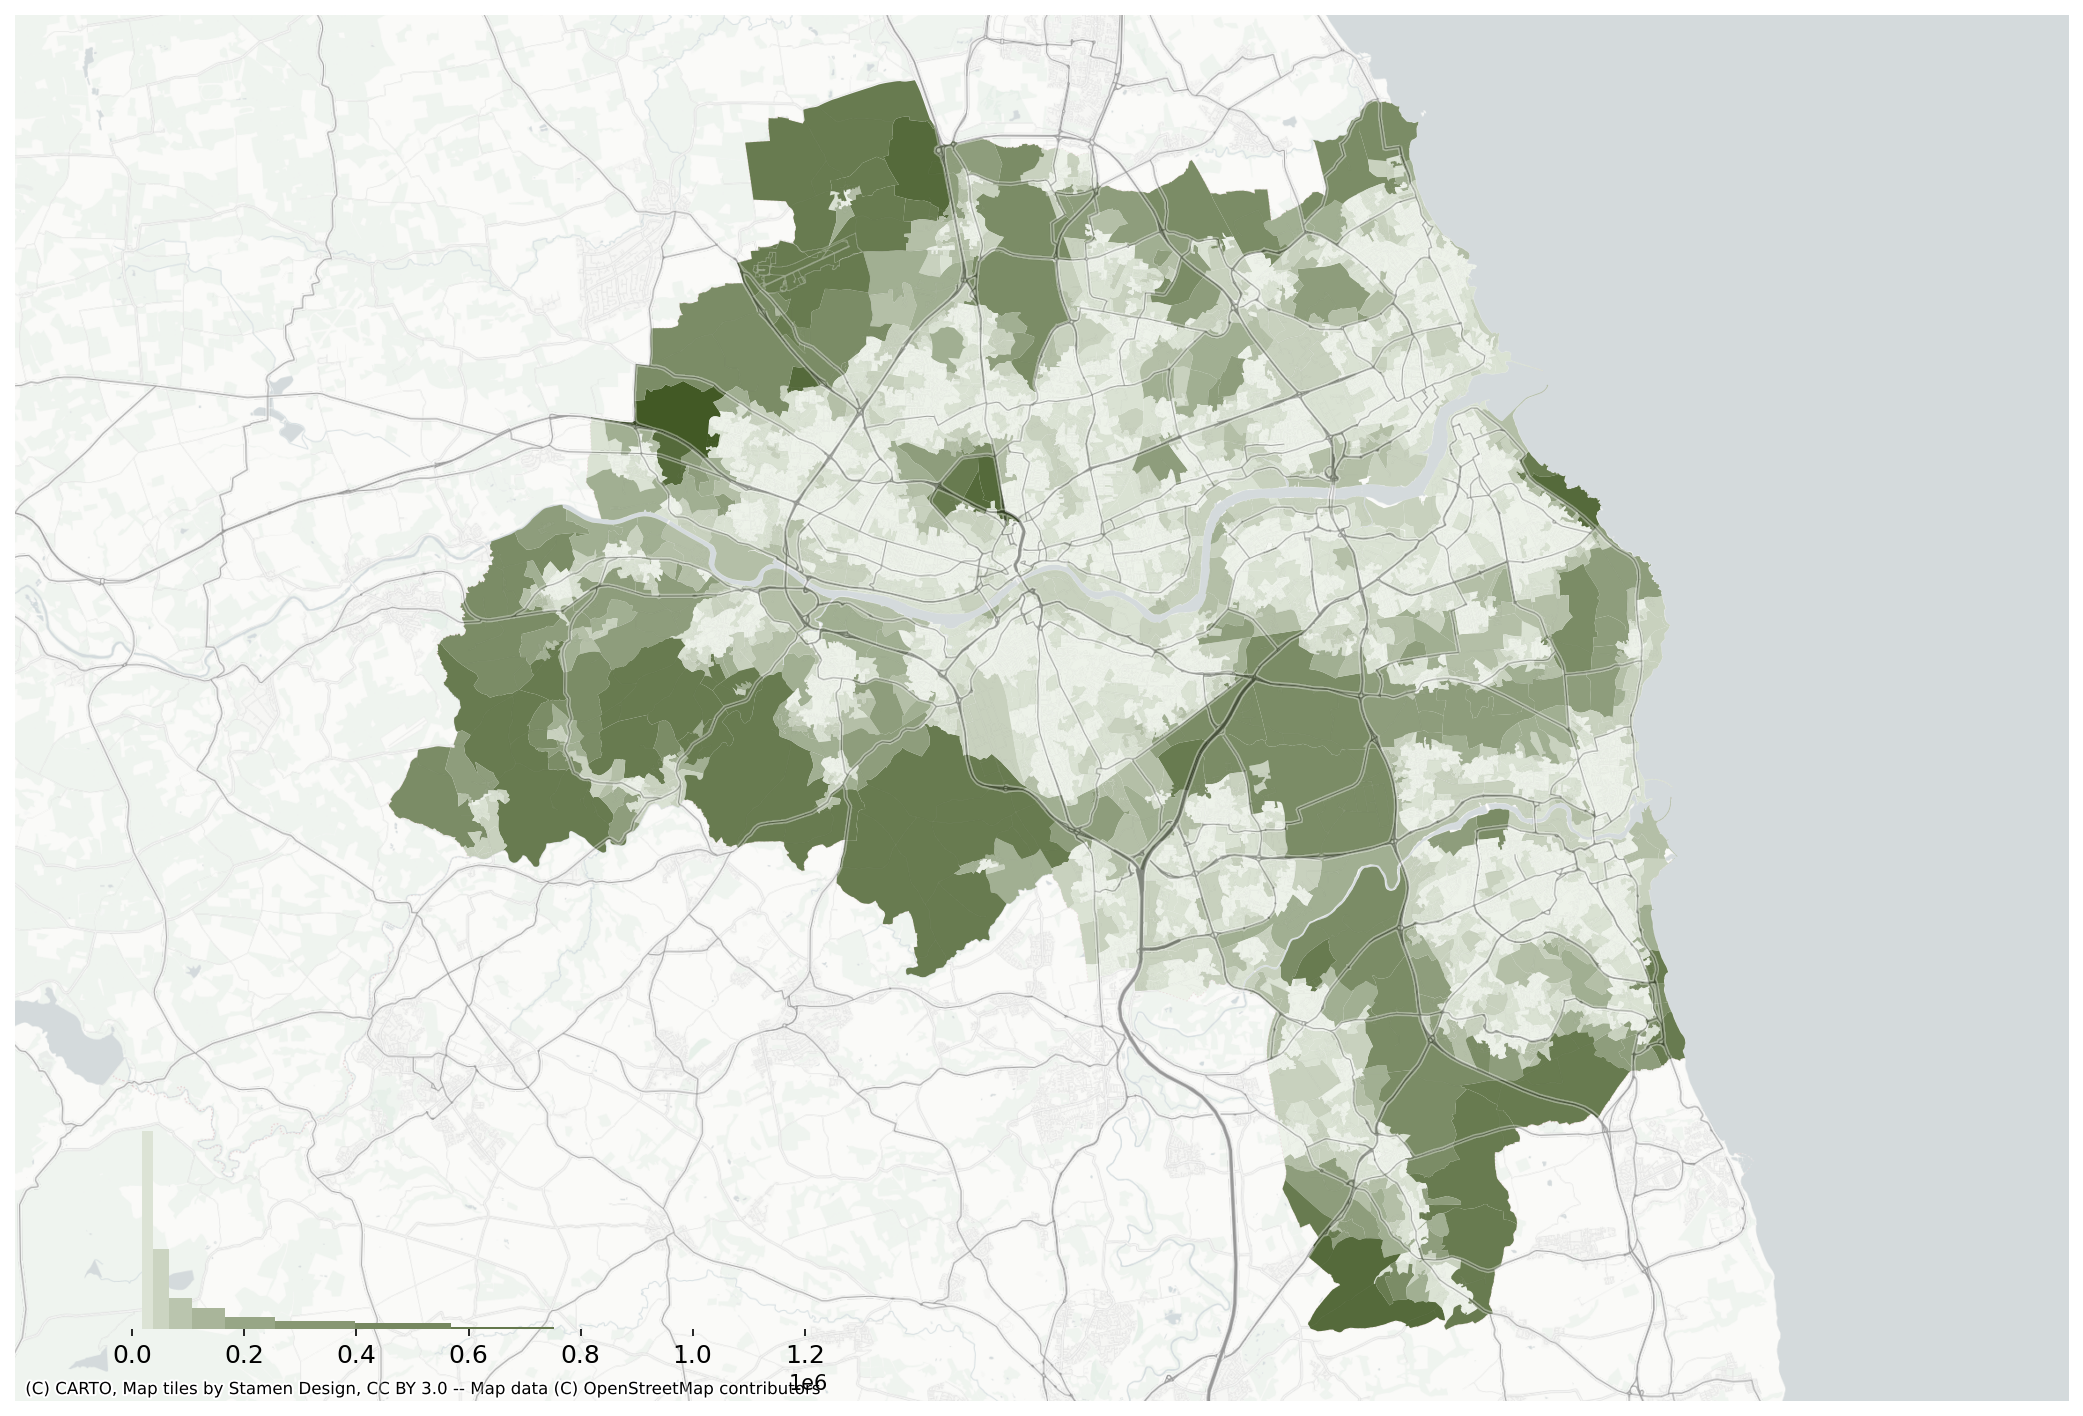 0.0 0.2 0.4 0.6 0.8 1.0 1.2
1e6
(C) CARTO, Map tiles by Stamen Design, CC BY 3.0 -- Map data (C) OpenStreetMap contributors